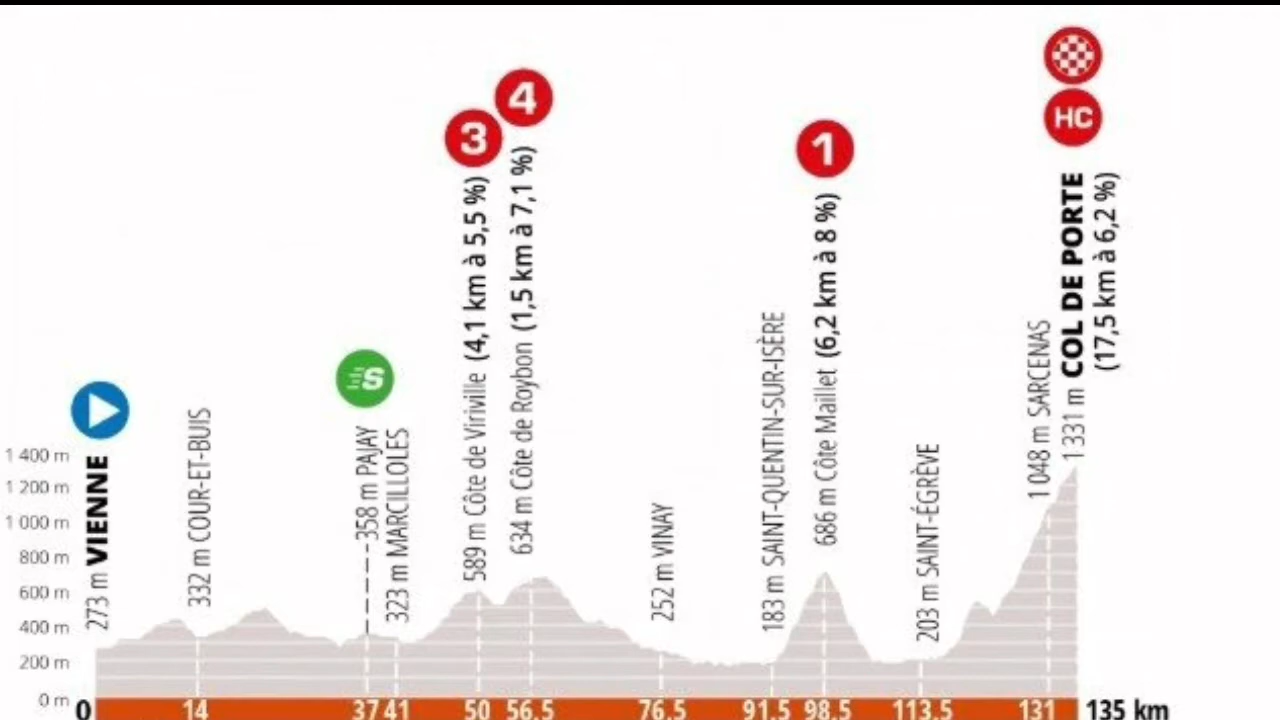 HC
4
3
1
S
COL DE PORTE
(17,5 km à 6,2 %)
1 331 m
1 048 m SARCENAS
203 m SAINT-ÉGRÈVE
686 m Côte Maillet (6,2 km à 8 %)
183 m SAINT-QUENTIN-SUR-ISÈRE
252 m VINAY
634 m Côte de Roybon (1,5 km à 7,1 %)
589 m Côte de Viriville (4,1 km à 5,5 %)
323 m MARCILLOLES
358 m PAJAY
332 m COUR-ET-BUIS
273 m VIENNE
1 400 m
1 200 m
1 000 m
800 m
600 m
400 m
200 m
0 m
0 14 37 41 50 56,5 76,5 91,5 98,5 113,5 131 135 km